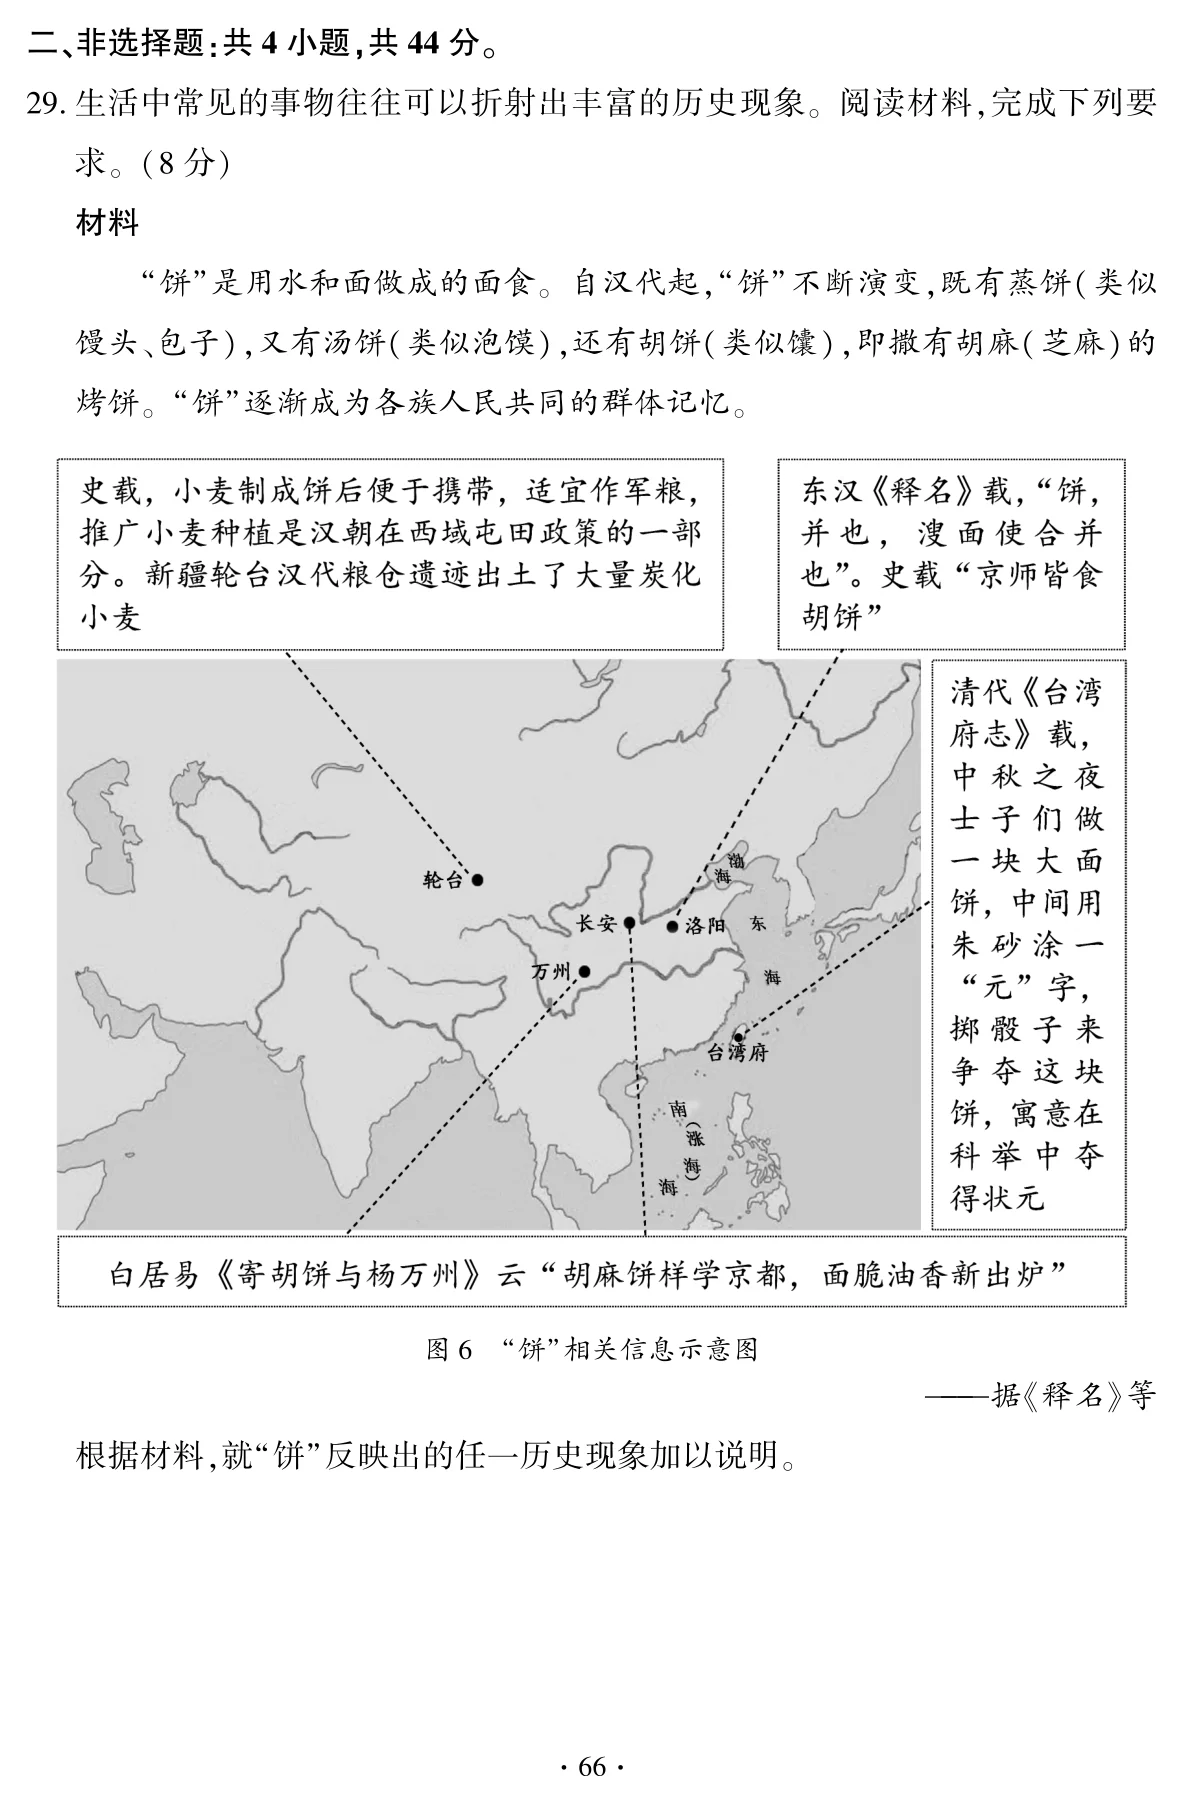 二、非选择题:共 4 小题,共 44 分。
29. 生活中常见的事物往往可以折射出丰富的历史现象。阅读材料,完成下列要
求。(8 分)
材料
“饼”是用水和面做成的面食。自汉代起,“饼”不断演变,既有蒸饼(类似
馒头、包子),又有汤饼(类似泡馍),还有胡饼(类似馕),即撒有胡麻(芝麻)的
烤饼。“饼”逐渐成为各族人民共同的群体记忆。
史载，小麦制成饼后便于携带，适宜作军粮，
推广小麦种植是汉朝在西域屯田政策的一部
分。新疆轮台汉代粮仓遗迹出土了大量炭化
小麦
东汉《释名》载，“饼，
并也，溲面使合并
也”。史载“京师皆食
胡饼”
清代《台湾
府志》载，
中秋之夜
士子们做
一块大面
饼，中间用
朱砂涂一
“元”字，
掷骰子来
争夺这块
饼，寓意在
科举中夺
得状元
轮台
长安
洛阳
万州
台湾府
渤
海
东
海
南
(涨
海)
海
白居易《寄胡饼与杨万州》云“胡麻饼样学京都，面脆油香新出炉”
图 6 “饼”相关信息示意图
——据《释名》等
根据材料,就“饼”反映出的任一历史现象加以说明。
· 66 ·